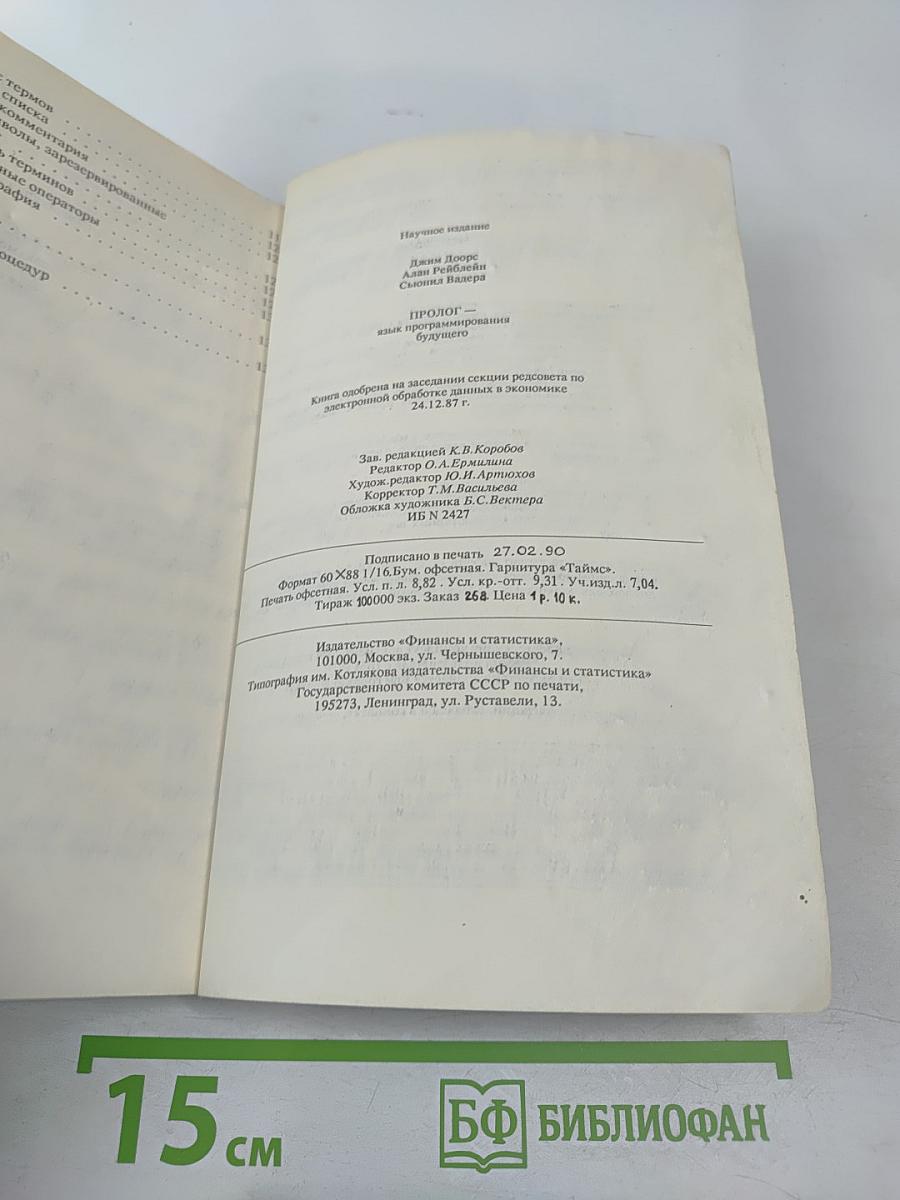 термов
списка
комментария
зарезервированные
терминов
операторы
Научное издание
Джим Доорс
Алан Рейблейн
Сьюнил Вадера
ПРОЛОГ —
язык программирования
будущего
Книга одобрена на заседании секции редсовета по
электронной обработке данных в экономике
24.12.87 г.
Зав. редакцией К.В.Коробов
Редактор О.А.Ермилина
Худож.редактор Ю.И.Артюхов
Корректор Т.М.Васильева
Обложка художника Б.С.Вектера
ИБ N 2427
Подписано в печать 27.02.90
Формат 60×88 1/16.Бум. офсетная. Гарнитура «Таймс».
Печать офсетная. Усл. п. л. 8,82 . Усл. кр.-отт. 9,31 . Уч.изд.л. 7,04.
Тираж 100000 экз. Заказ 268. Цена 1 р. 10 к.
Издательство «Финансы и статистика»,
101000, Москва, ул. Чернышевского, 7.
Типография им. Котлякова издательства «Финансы и статистика»
Государственного комитета СССР по печати,
195273, Ленинград, ул. Руставели, 13.
15 см
БФ БИБЛИОФАН